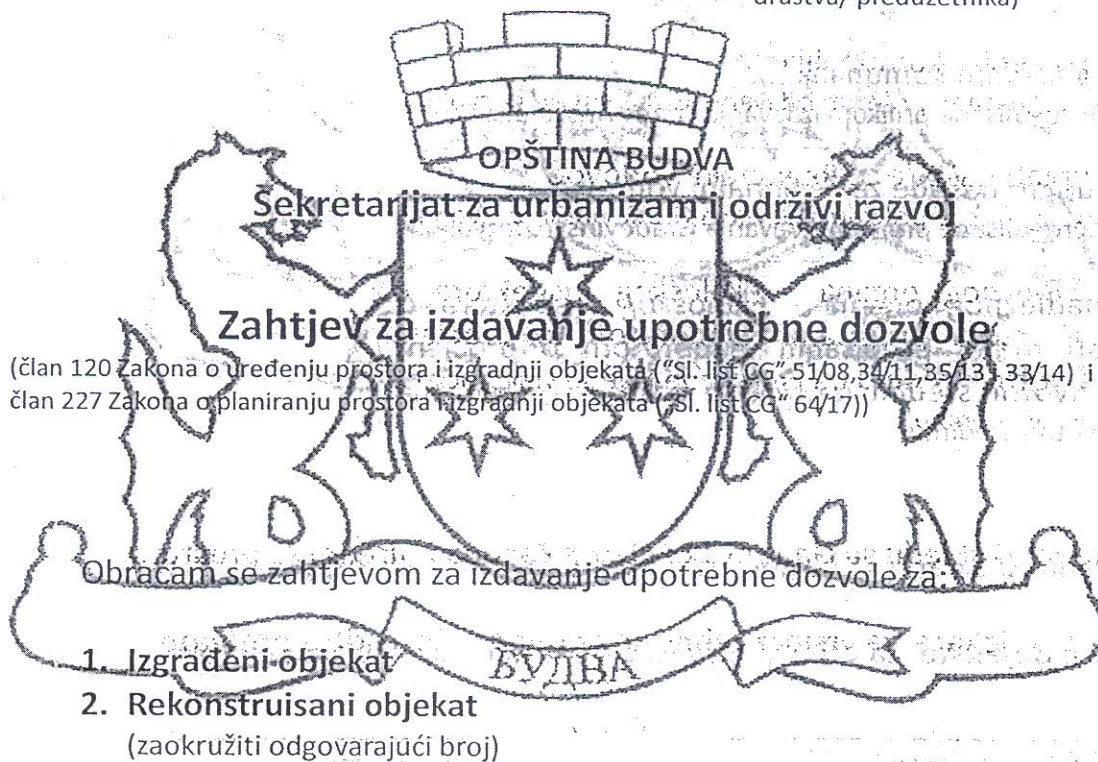 društva/ preduzetnika)
OPŠTINA BUDVA
Sekretarijat za urbanizam i održivi razvoj
Zahtjev za izdavanje upotrebne dozvole
(član 120 Zakona o uređenju prostora i izgradnji objekata ("Sl. list CG" 51/08,34/11,35/13 i 33/14) i
član 227 Zakona o planiranju prostora i izgradnji objekata ("Sl. list CG" 64/17))
Obraćam se zahtjevom za izdavanje upotrebne dozvole za:
1. Izgrađeni objekat
БУДВА
2. Rekonstruisani objekat
(zaokružiti odgovarajući broj)